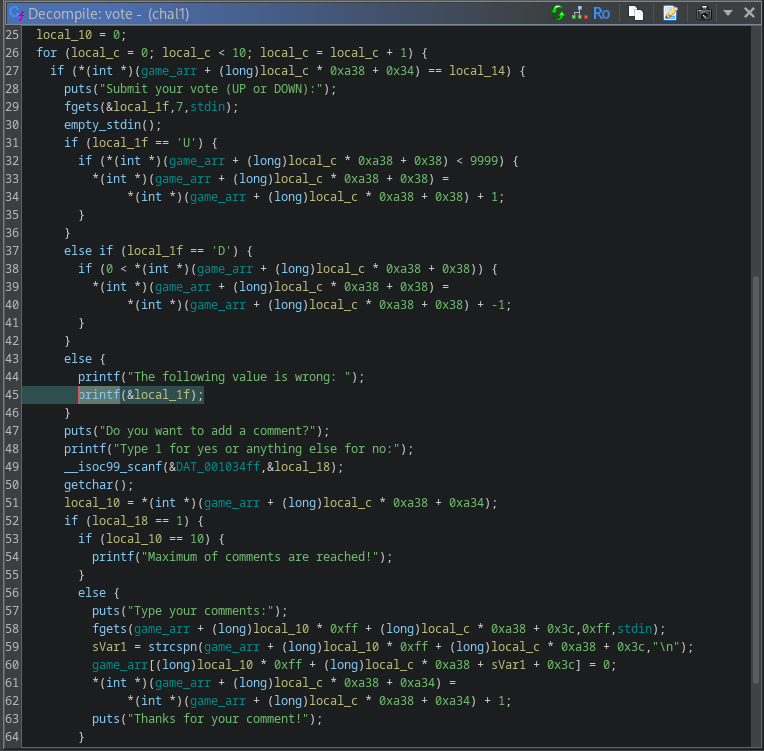 Decompile: vote - (chal1)
Ro
25 local_10 = 0;
26 for (local_c = 0; local_c < 10; local_c = local_c + 1) {
27 if (*(int *)(game_arr + (long)local_c * 0xa38 + 0x34) == local_14) {
28 puts("Submit your vote (UP or DOWN):");
29 fgets(&local_1f,7,stdin);
30 empty_stdin();
31 if (local_1f == 'U') {
32 if (*(int *)(game_arr + (long)local_c * 0xa38 + 0x38) < 9999) {
33 *(int *)(game_arr + (long)local_c * 0xa38 + 0x38) =
34 *(int *)(game_arr + (long)local_c * 0xa38 + 0x38) + 1;
35 }
36 }
37 else if (local_1f == 'D') {
38 if (0 < *(int *)(game_arr + (long)local_c * 0xa38 + 0x38)) {
39 *(int *)(game_arr + (long)local_c * 0xa38 + 0x38) =
40 *(int *)(game_arr + (long)local_c * 0xa38 + 0x38) + -1;
41 }
42 }
43 else {
44 printf("The following value is wrong: ");
45 printf(&local_1f);
46 }
47 puts("Do you want to add a comment?");
48 printf("Type 1 for yes or anything else for no:");
49 __isoc99_scanf(&DAT_001034ff,&local_18);
50 getchar();
51 local_10 = *(int *)(game_arr + (long)local_c * 0xa38 + 0xa34);
52 if (local_18 == 1) {
53 if (local_10 == 10) {
54 printf("Maximum of comments are reached!");
55 }
56 else {
57 puts("Type your comments:");
58 fgets(game_arr + (long)local_10 * 0xff + (long)local_c * 0xa38 + 0x3c,0xff,stdin);
59 sVar1 = strcspn(game_arr + (long)local_10 * 0xff + (long)local_c * 0xa38 + 0x3c,"\n");
60 game_arr[(long)local_10 * 0xff + (long)local_c * 0xa38 + sVar1 + 0x3c] = 0;
61 *(int *)(game_arr + (long)local_c * 0xa38 + 0xa34) =
62 *(int *)(game_arr + (long)local_c * 0xa38 + 0xa34) + 1;
63 puts("Thanks for your comment!");
64 }